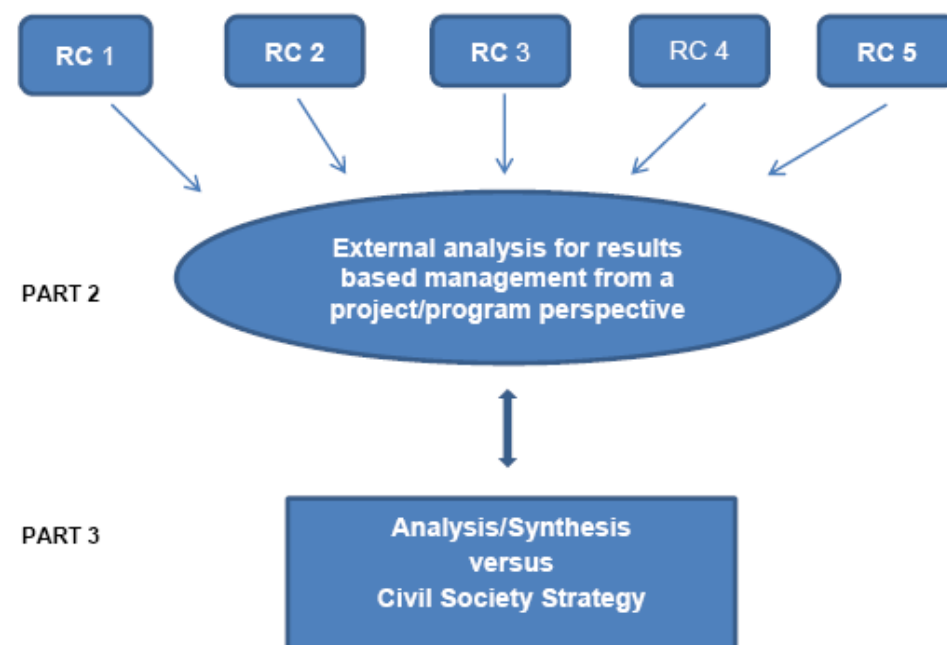 RC 1
RC 2
RC 3
RC 4
RC 5
External analysis for results
based management from a
project/program perspective
PART 2
PART 3
Analysis/Synthesis
versus
Civil Society Strategy